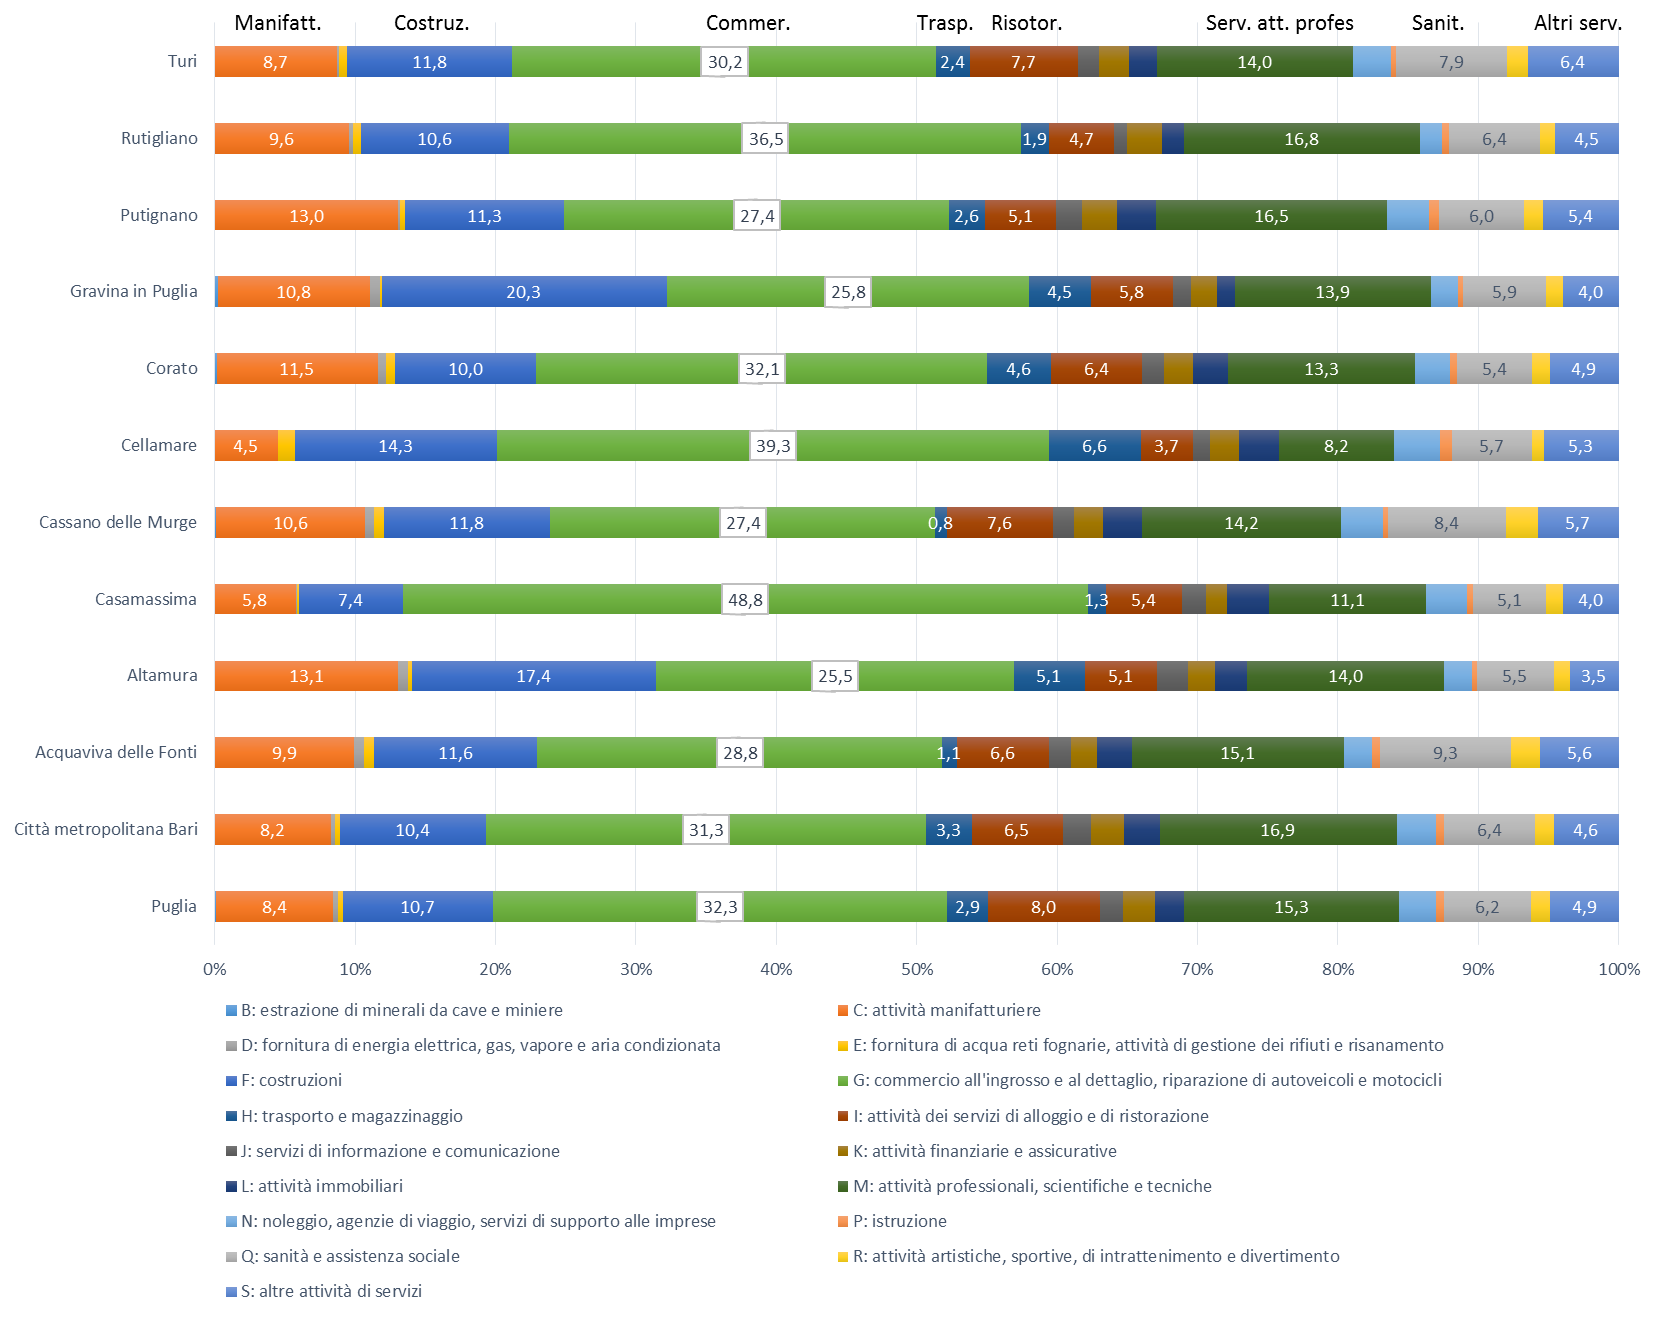 Manifatt. Costruz. Commer. Trasp. Risotor. Serv. att. profes Sanit. Altri serv.
Turi 8,7 11,8 30,2 2,4 7,7 14,0 7,9 6,4
Rutigliano 9,6 10,6 36,5 1,9 4,7 16,8 6,4 4,5
Putignano 13,0 11,3 27,4 2,6 5,1 16,5 6,0 5,4
Gravina in Puglia 10,8 20,3 25,8 4,5 5,8 13,9 5,9 4,0
Corato 11,5 10,0 32,1 4,6 6,4 13,3 5,4 4,9
Cellamare 4,5 14,3 39,3 6,6 3,7 8,2 5,7 5,3
Cassano delle Murge 10,6 11,8 27,4 0,8 7,6 14,2 8,4 5,7
Casamassima 5,8 7,4 48,8 1,3 5,4 11,1 5,1 4,0
Altamura 13,1 17,4 25,5 5,1 5,1 14,0 5,5 3,5
Acquaviva delle Fonti 9,9 11,6 28,8 1,1 6,6 15,1 9,3 5,6
Città metropolitana Bari 8,2 10,4 31,3 3,3 6,5 16,9 6,4 4,6
Puglia 8,4 10,7 32,3 2,9 8,0 15,3 6,2 4,9
0% 10% 20% 30% 40% 50% 60% 70% 80% 90% 100%
B: estrazione di minerali da cave e miniere C: attività manifatturiere
D: fornitura di energia elettrica, gas, vapore e aria condizionata E: fornitura di acqua reti fognarie, attività di gestione dei rifiuti e risanamento
F: costruzioni G: commercio all'ingrosso e al dettaglio, riparazione di autoveicoli e motocicli
H: trasporto e magazzinaggio I: attività dei servizi di alloggio e di ristorazione
J: servizi di informazione e comunicazione K: attività finanziarie e assicurative
L: attività immobiliari M: attività professionali, scientifiche e tecniche
N: noleggio, agenzie di viaggio, servizi di supporto alle imprese P: istruzione
Q: sanità e assistenza sociale R: attività artistiche, sportive, di intrattenimento e divertimento
S: altre attività di servizi